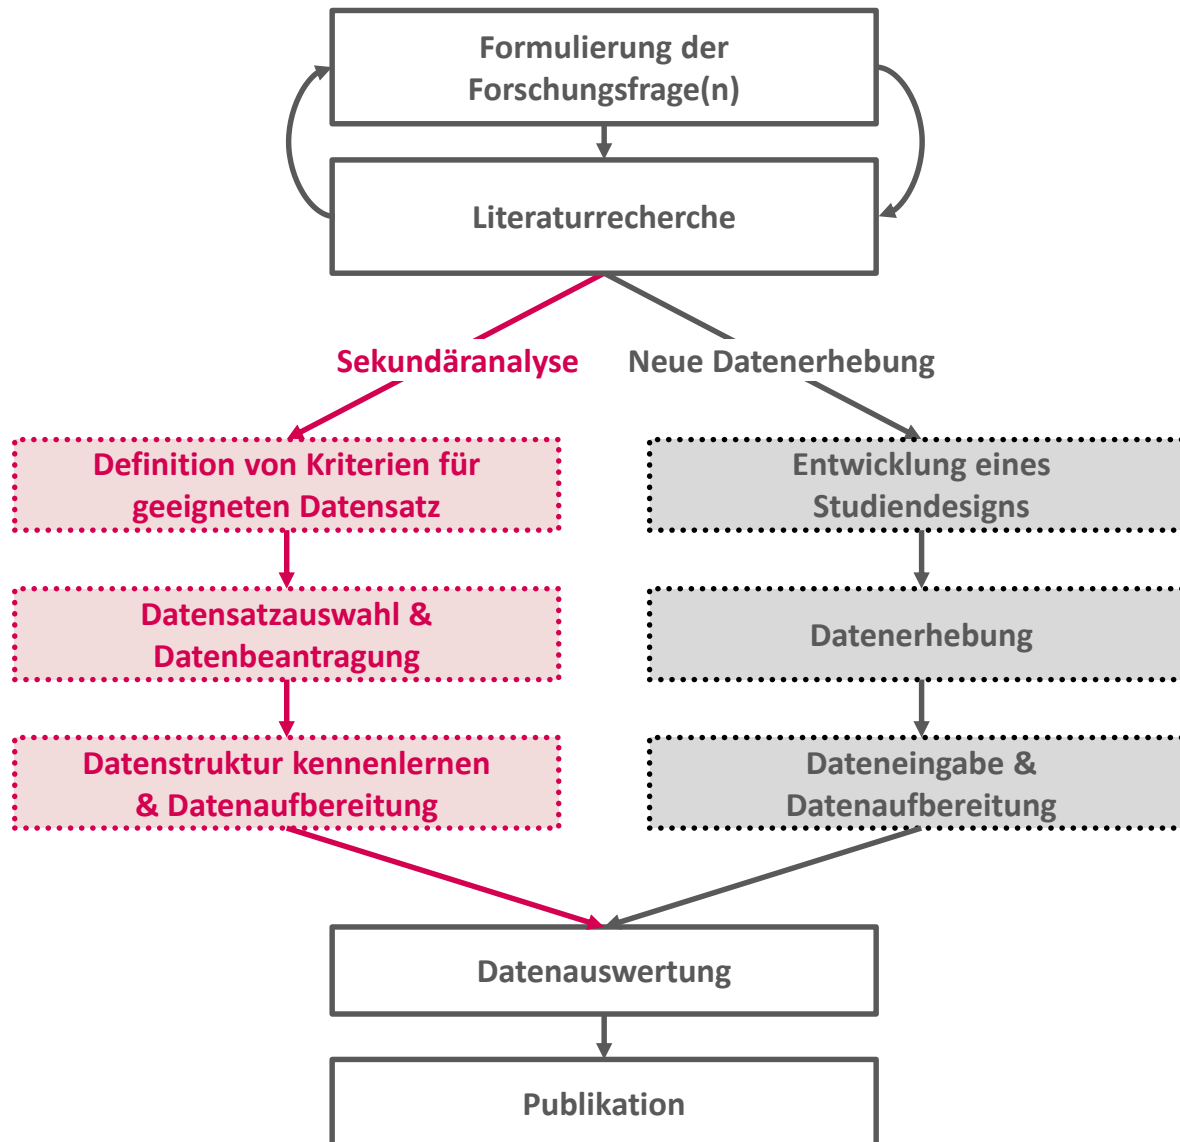 Formulierung der
Forschungsfrage(n)
Literaturrecherche
Sekundäranalyse
Neue Datenerhebung
Definition von Kriterien für
geeigneten Datensatz
Entwicklung eines
Studiendesigns
Datensatzauswahl &
Datenbeantragung
Datenerhebung
Datenstruktur kennenlernen
& Datenaufbereitung
Dateneingabe &
Datenaufbereitung
Datenauswertung
Publikation